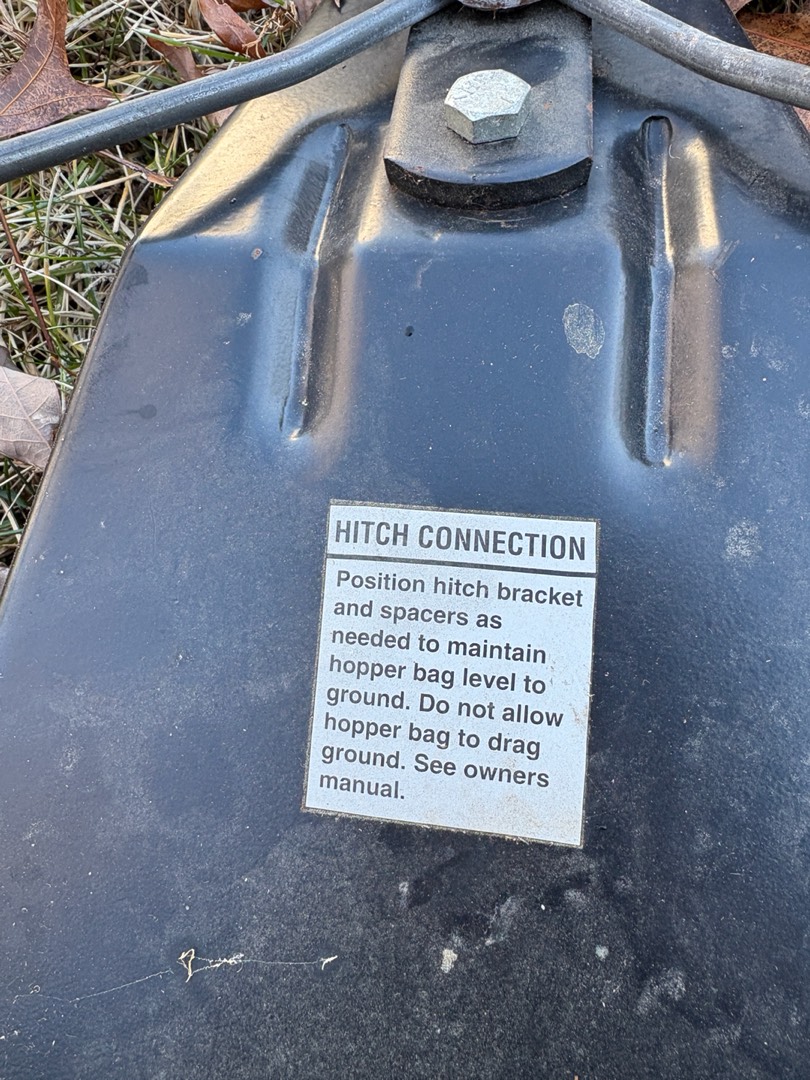 HITCH CONNECTION
Position hitch bracket
and spacers as
needed to maintain
hopper bag level to
ground. Do not allow
hopper bag to drag
ground. See owners
manual.